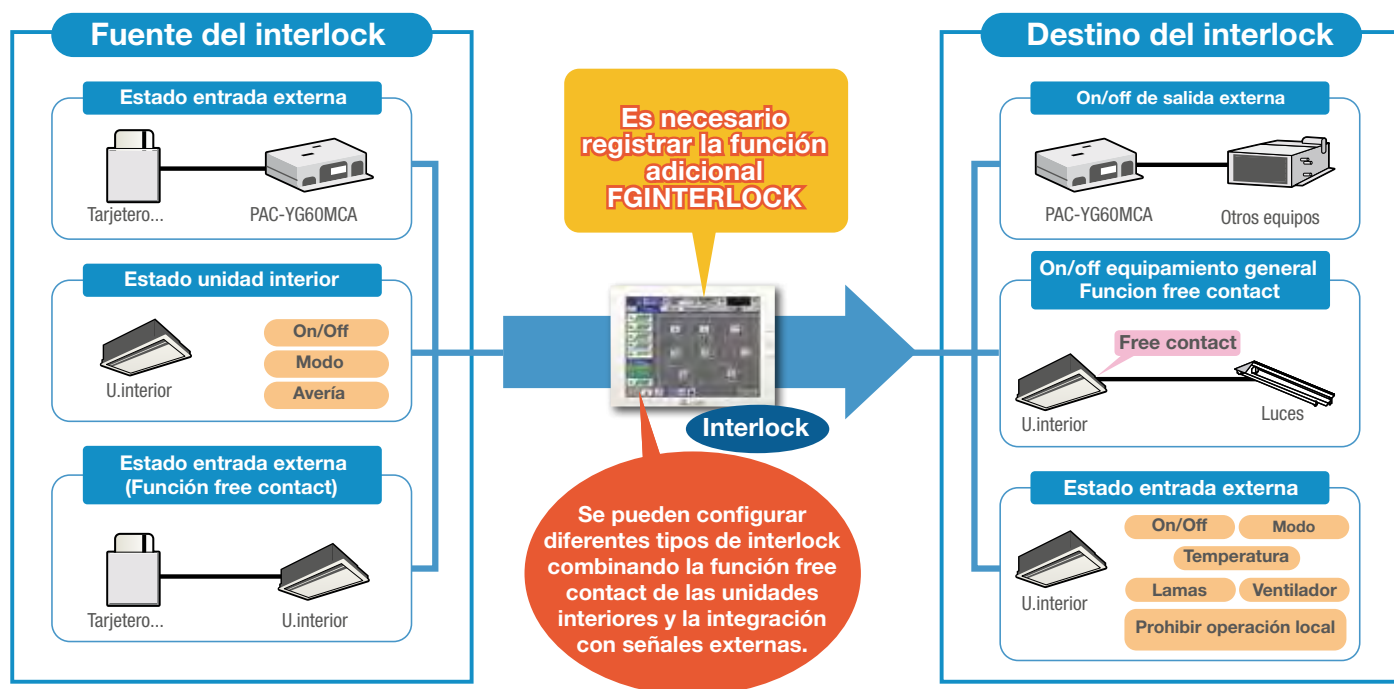 Fuente del interlock
Estado entrada externa
Tarjetero...
PAC-YG60MCA
Estado unidad interior
U.interior
On/Off
Modo
Avería
Estado entrada externa
(Función free contact)
Tarjetero...
U.interior
Es necesario
registrar la función
adicional
FGINTERLOCK
Interlock
Se pueden configurar
diferentes tipos de interlock
combinando la función free
contact de las unidades
interiores y la integración
con señales externas.
Destino del interlock
On/off de salida externa
PAC-YG60MCA
Otros equipos
On/off equipamiento general
Funcion free contact
Free contact
U.interior
Luces
Estado entrada externa
U.interior
On/Off
Modo
Temperatura
Lamas
Ventilador
Prohibir operación local